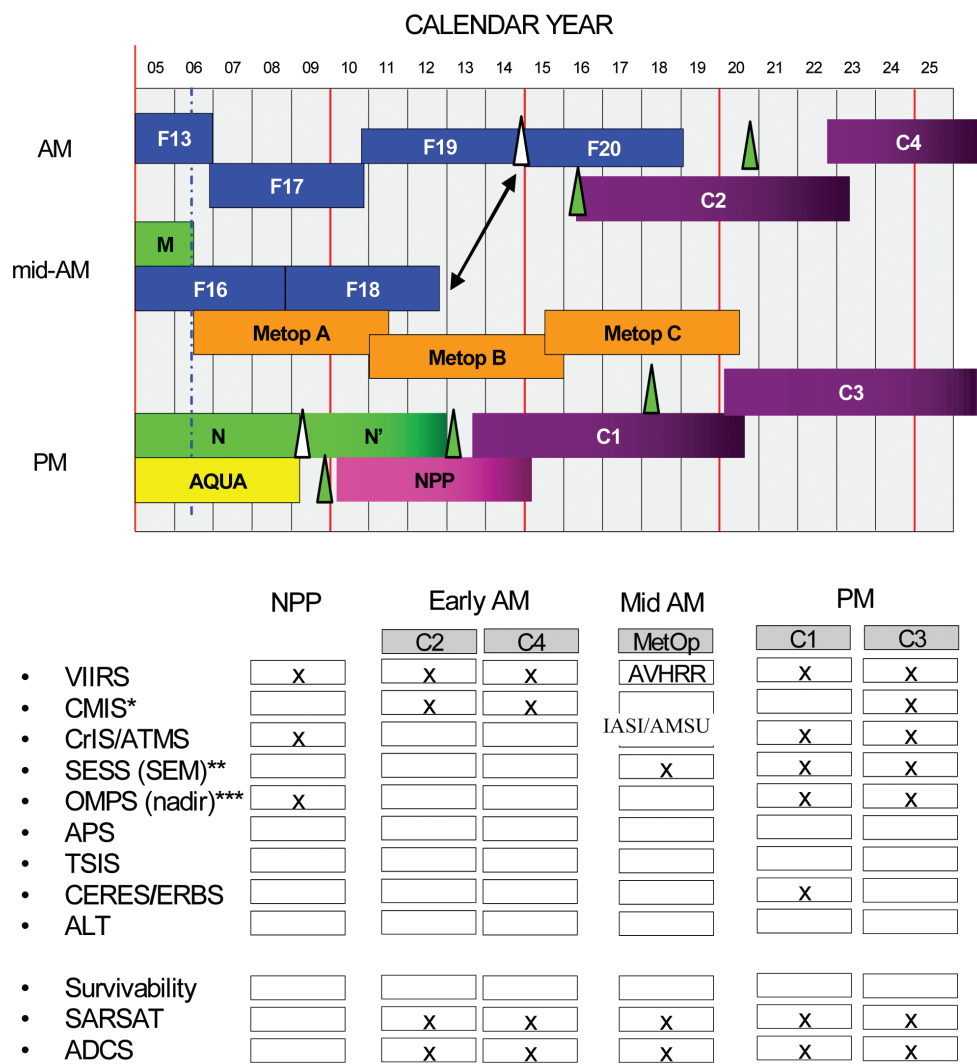 CALENDAR YEAR
05 06 07 08 09 10 11 12 13 14 15 16 17 18 19 20 21 22 23 24 25
AM
F13
F19
F20
C4
F17
C2
M
mid-AM
F16
F18
Metop A
Metop B
Metop C
C3
N
N'
C1
PM
AQUA
NPP
NPP Early AM Mid AM PM
C2 C4 MetOp C1 C3
• VIIRS x x x AVHRR x x
• CMIS* x x x
• CrIS/ATMS x IASI/AMSU x x
• SESS (SEM)** x x x
• OMPS (nadir)*** x x x
• APS
• TSIS
• CERES/ERBS x
• ALT
• Survivability
• SARSAT x x x x x
• ADCS x x x x x